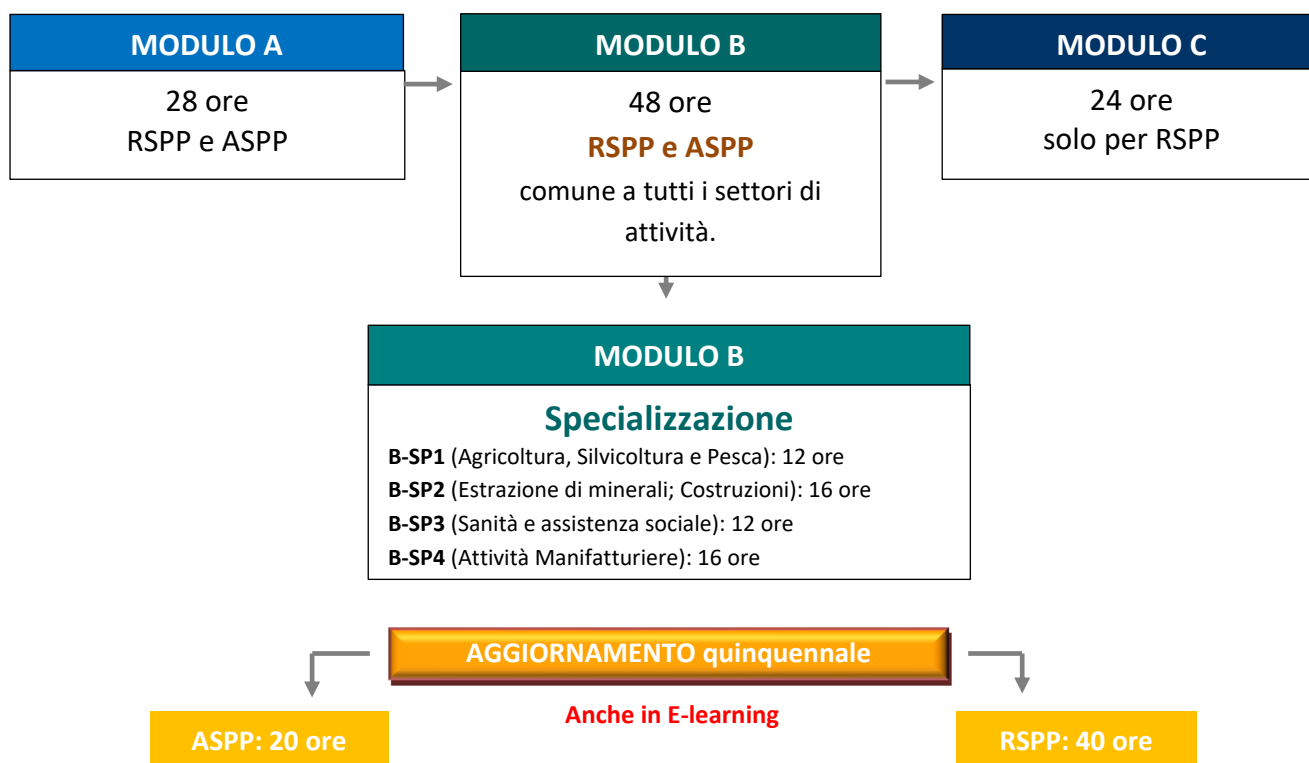 MODULO A
28 ore
RSPP e ASPP
MODULO B
48 ore
RSPP e ASPP
comune a tutti i settori di
attività.
MODULO C
24 ore
solo per RSPP
MODULO B
Specializzazione
B-SP1 (Agricoltura, Silvicoltura e Pesca): 12 ore
B-SP2 (Estrazione di minerali; Costruzioni): 16 ore
B-SP3 (Sanità e assistenza sociale): 12 ore
B-SP4 (Attività Manifatturiere): 16 ore
AGGIORNAMENTO quinquennale
Anche in E-learning
ASPP: 20 ore
RSPP: 40 ore